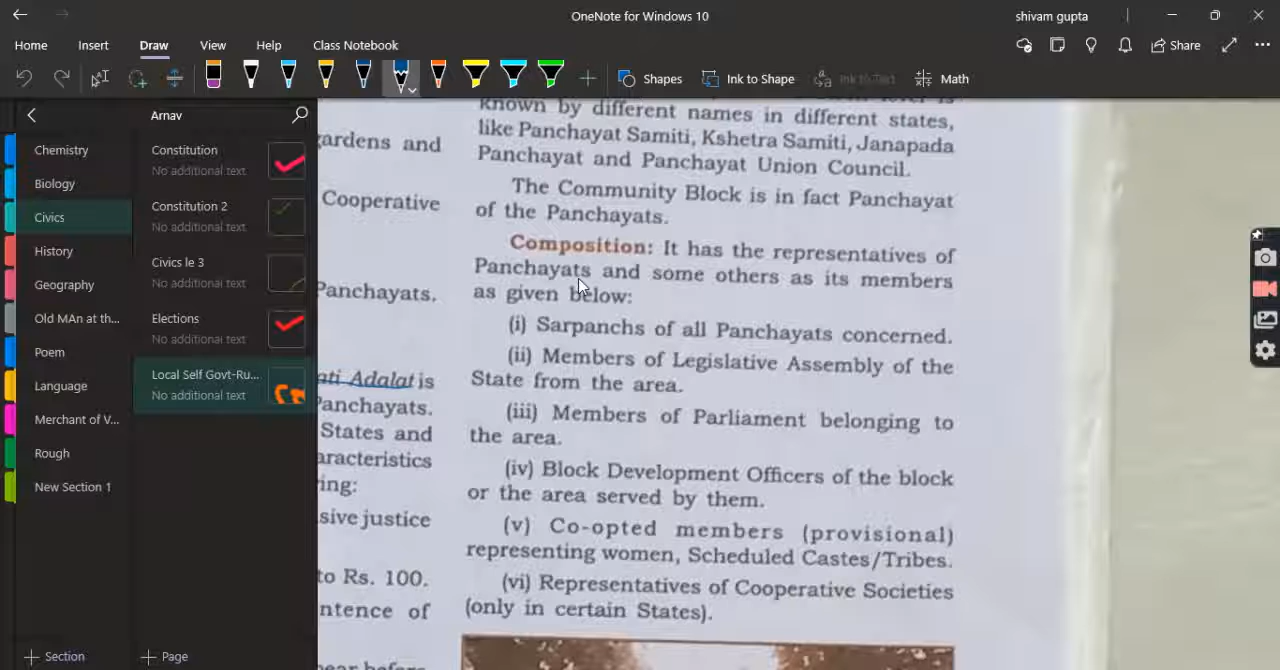 OneNote for Windows 10
shivam gupta
Home
Insert
Draw
View
Help
Class Notebook
Share
Shapes
Ink to Shape
Ink to Text
Math
Arnav
Chemistry
Biology
Civics
History
Geography
Old MAn at th...
Poem
Language
Merchant of V...
Rough
New Section 1
Section
Constitution
No additional text
Constitution 2
No additional text
Civics le 3
No additional text
Elections
No additional text
Local Self Govt-Ru...
No additional text
Page
ardens and
Cooperative
Panchayats.
ati Adalat is
Panchayats.
States and
aracteristics
ing:
sive justice
to Rs. 100.
ntence of
known by different names in different states,
like Panchayat Samiti, Kshetra Samiti, Janapada
Panchayat and Panchayat Union Council.
The Community Block is in fact Panchayat
of the Panchayats.
Composition: It has the representatives of
Panchayats and some others as its members
as given below:
(i) Sarpanchs of all Panchayats concerned.
(ii) Members of Legislative Assembly of the
State from the area.
(iii) Members of Parliament belonging to
the area.
(iv) Block Development Officers of the block
or the area served by them.
(v) Co-opted members (provisional)
representing women, Scheduled Castes/Tribes.
(vi) Representatives of Cooperative Societies
(only in certain States).